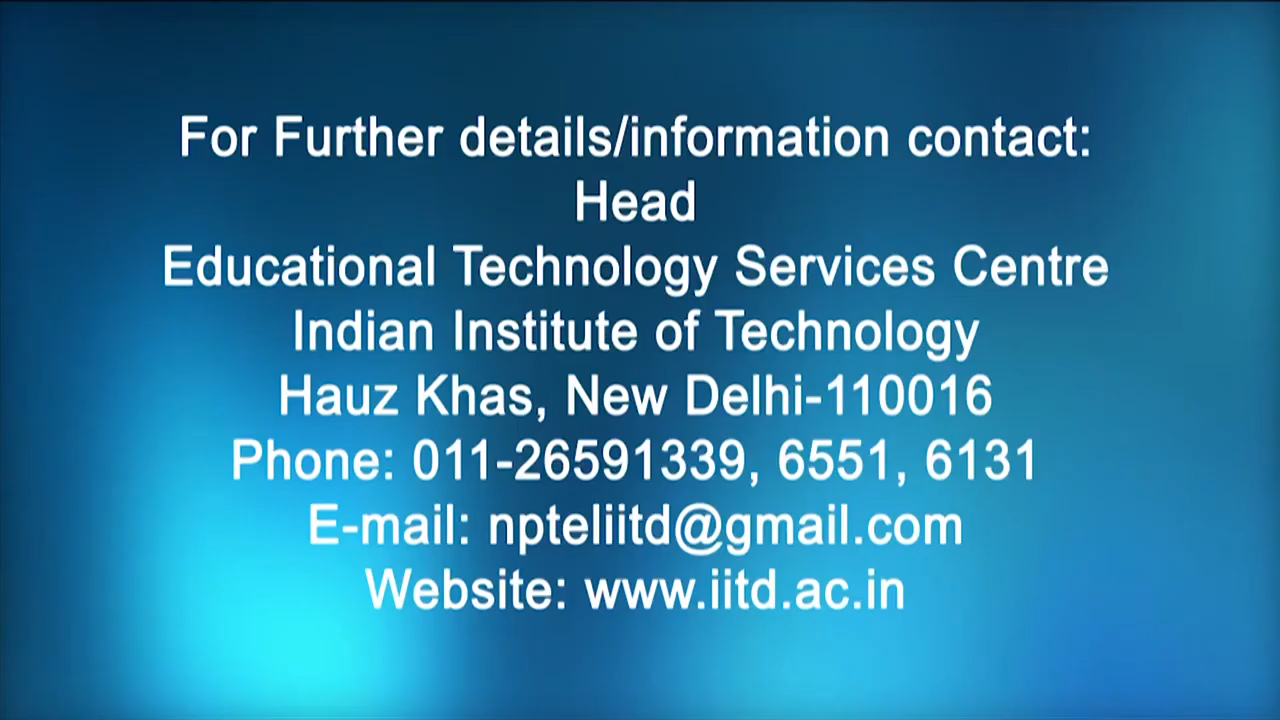 For Further details/information contact:
Head
Educational Technology Services Centre
Indian Institute of Technology
Hauz Khas, New Delhi-110016
Phone: 011-26591339, 6551, 6131
E-mail: npteliitd@gmail.com
Website: www.iitd.ac.in